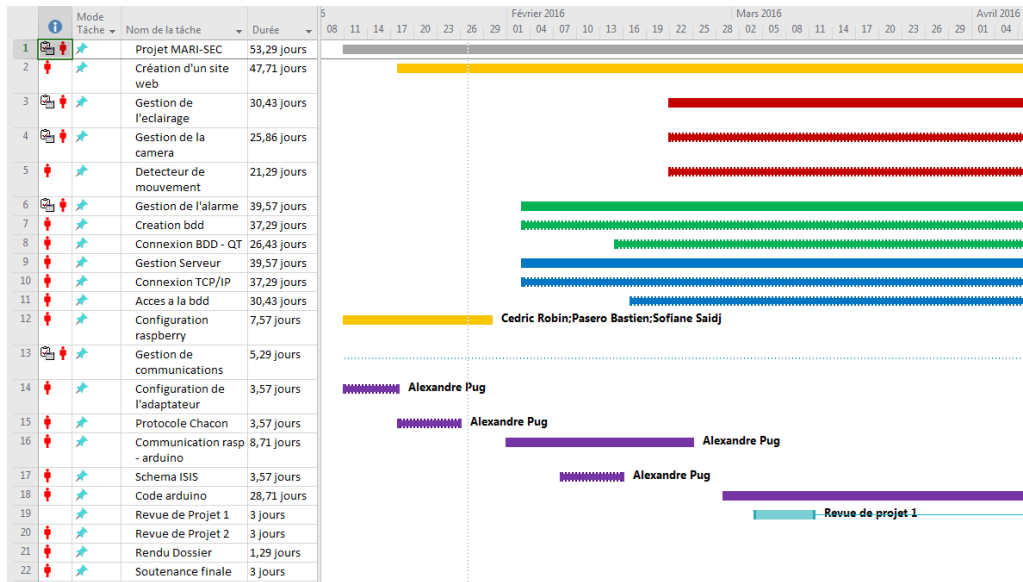 5 Février 2016 Mars 2016 Avril 2016
Mode
Tâche Nom de la tâche Durée 08 11 14 17 20 23 26 29 01 04 07 10 13 16 19 22 25 28 02 05 08 11 14 17 20 23 26 29 01 04
1 Projet MARI-SEC 53,29 jours
2 Création d'un site 47,71 jours
web
3 Gestion de 30,43 jours
l'eclairage
4 Gestion de la 25,86 jours
camera
5 Detecteur de 21,29 jours
mouvement
6 Gestion de l'alarme 39,57 jours
7 Creation bdd 37,29 jours
8 Connexion BDD - QT 26,43 jours
9 Gestion Serveur 39,57 jours
10 Connexion TCP/IP 37,29 jours
11 Acces a la bdd 30,43 jours
12 Configuration 7,57 jours Cedric Robin;Pasero Bastien;Sofiane Saidj
raspberry
13 Gestion de 5,29 jours
communications
14 Configuration de 3,57 jours Alexandre Pug
l'adaptateur
15 Protocole Chacon 3,57 jours Alexandre Pug
16 Communication rasp 8,71 jours Alexandre Pug
- arduino
17 Schema ISIS 3,57 jours Alexandre Pug
18 Code arduino 28,71 jours
19 Revue de Projet 1 3 jours Revue de projet 1
20 Revue de Projet 2 3 jours
21 Rendu Dossier 1,29 jours
22 Soutenance finale 3 jours